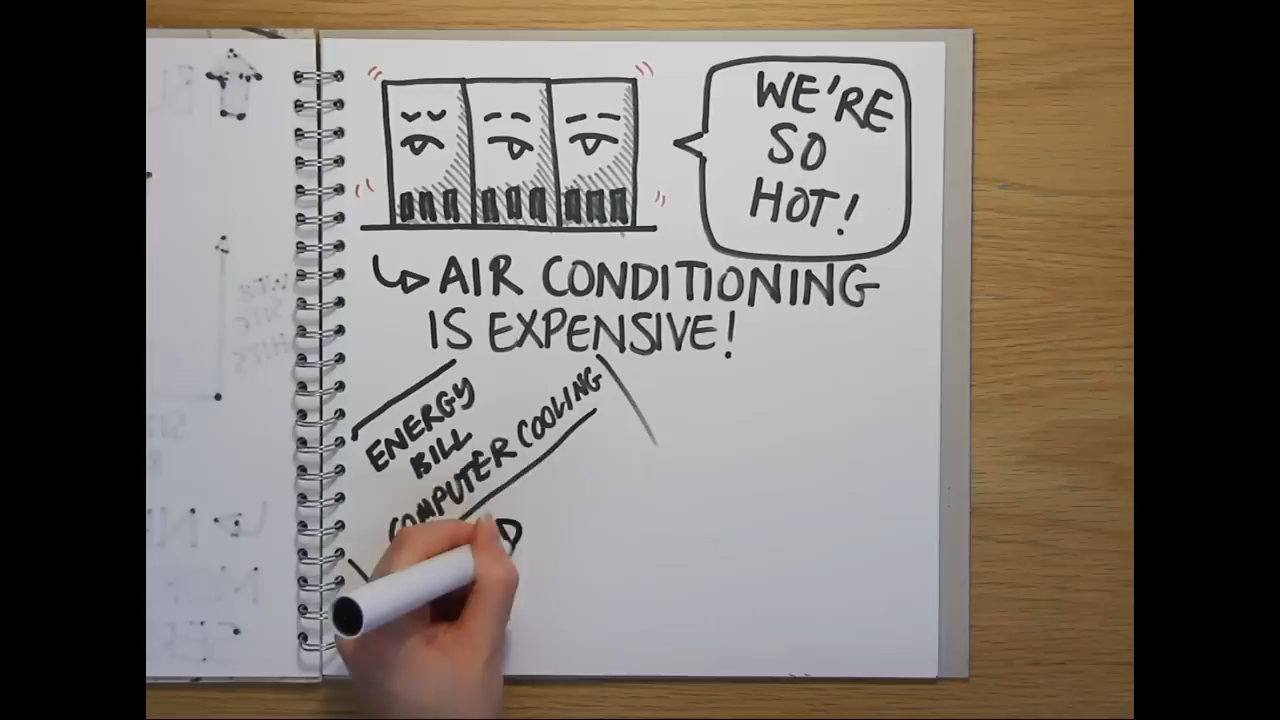 WE'RE
SO
HOT!
AIR CONDITIONING
IS EXPENSIVE!
ENERGY
BILL
COMPUTER COOLING